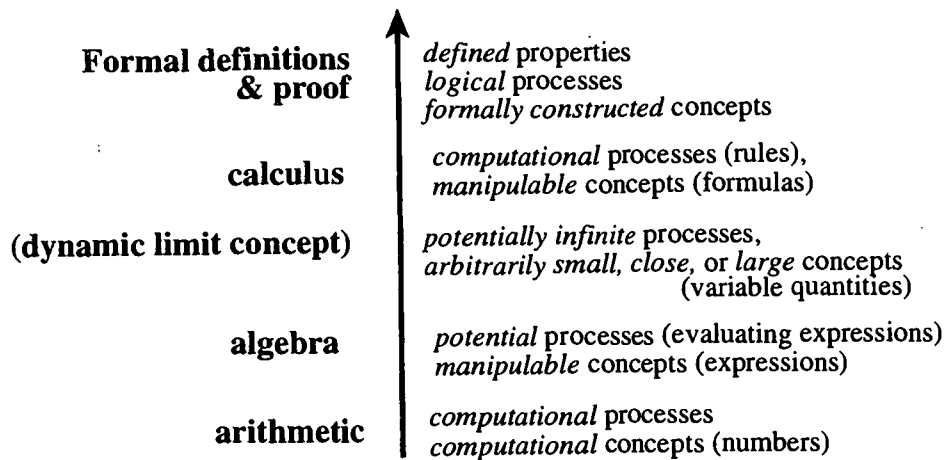 Formal definitions
& proof
defined properties
logical processes
formally constructed concepts
calculus
computational processes (rules),
manipulable concepts (formulas)
(dynamic limit concept)
potentially infinite processes,
arbitrarily small, close, or large concepts
(variable quantities)
algebra
potential processes (evaluating expressions)
manipulable concepts (expressions)
arithmetic
computational processes
computational concepts (numbers)